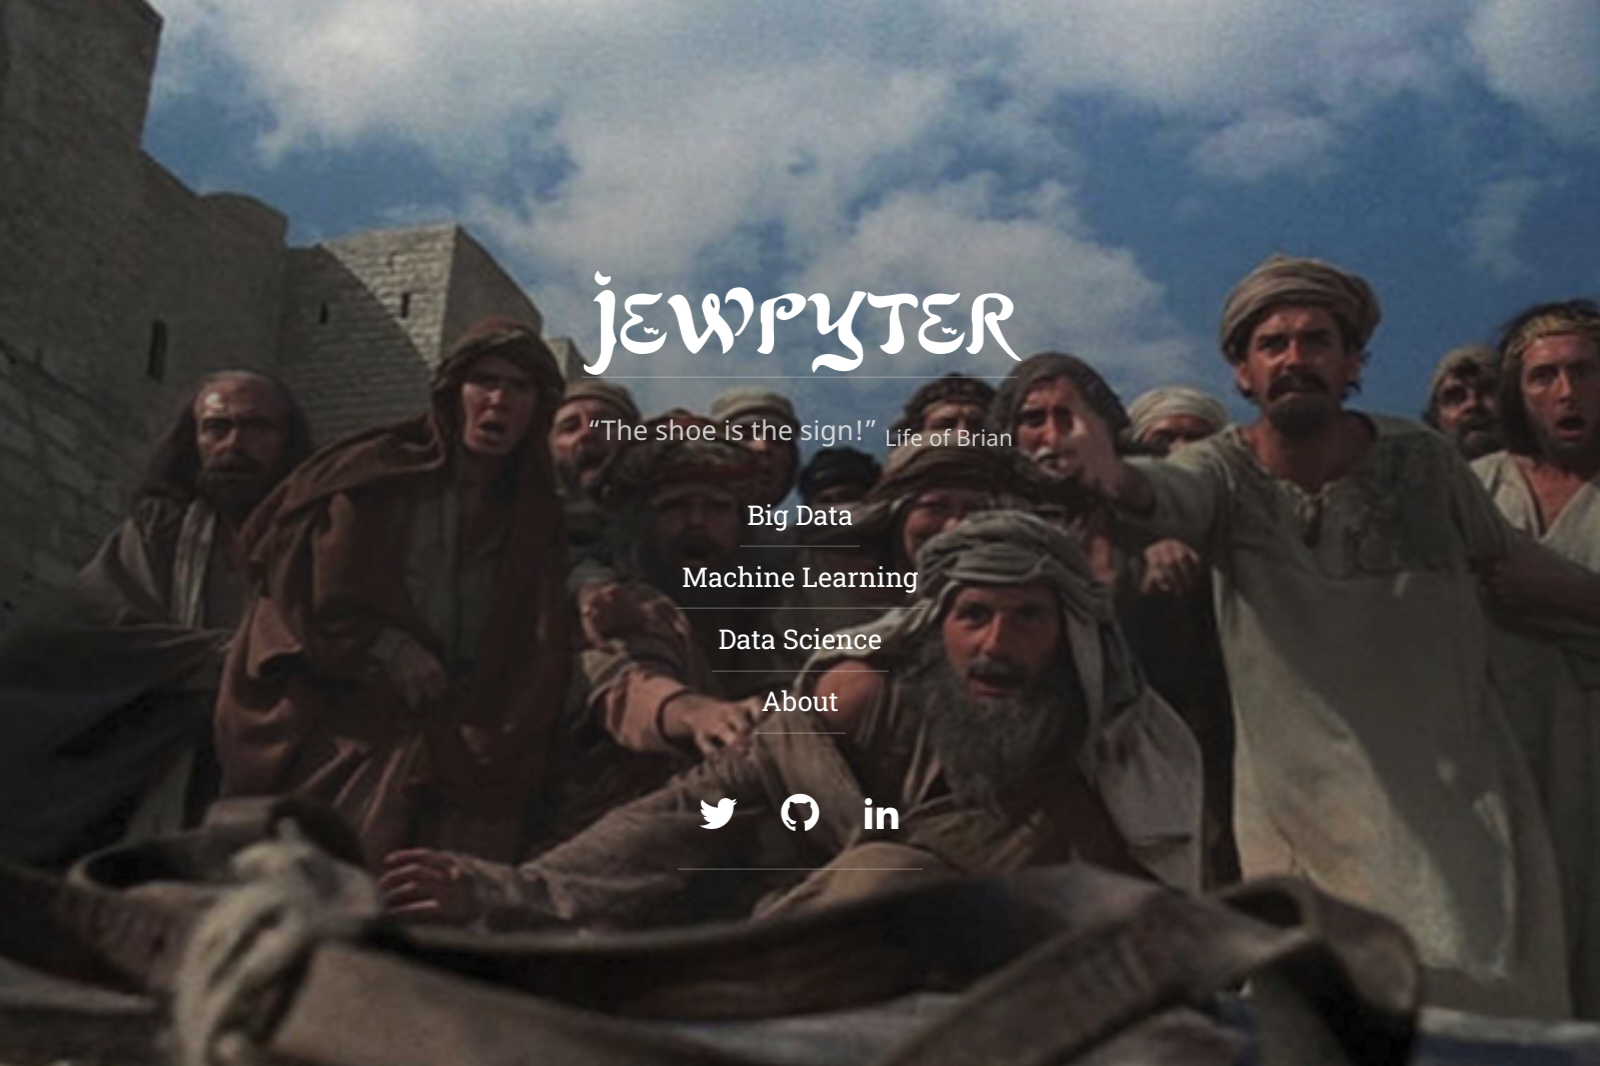 jEWPYTER
“The shoe is the sign!” Life of Brian
Big Data
Machine Learning
Data Science
About